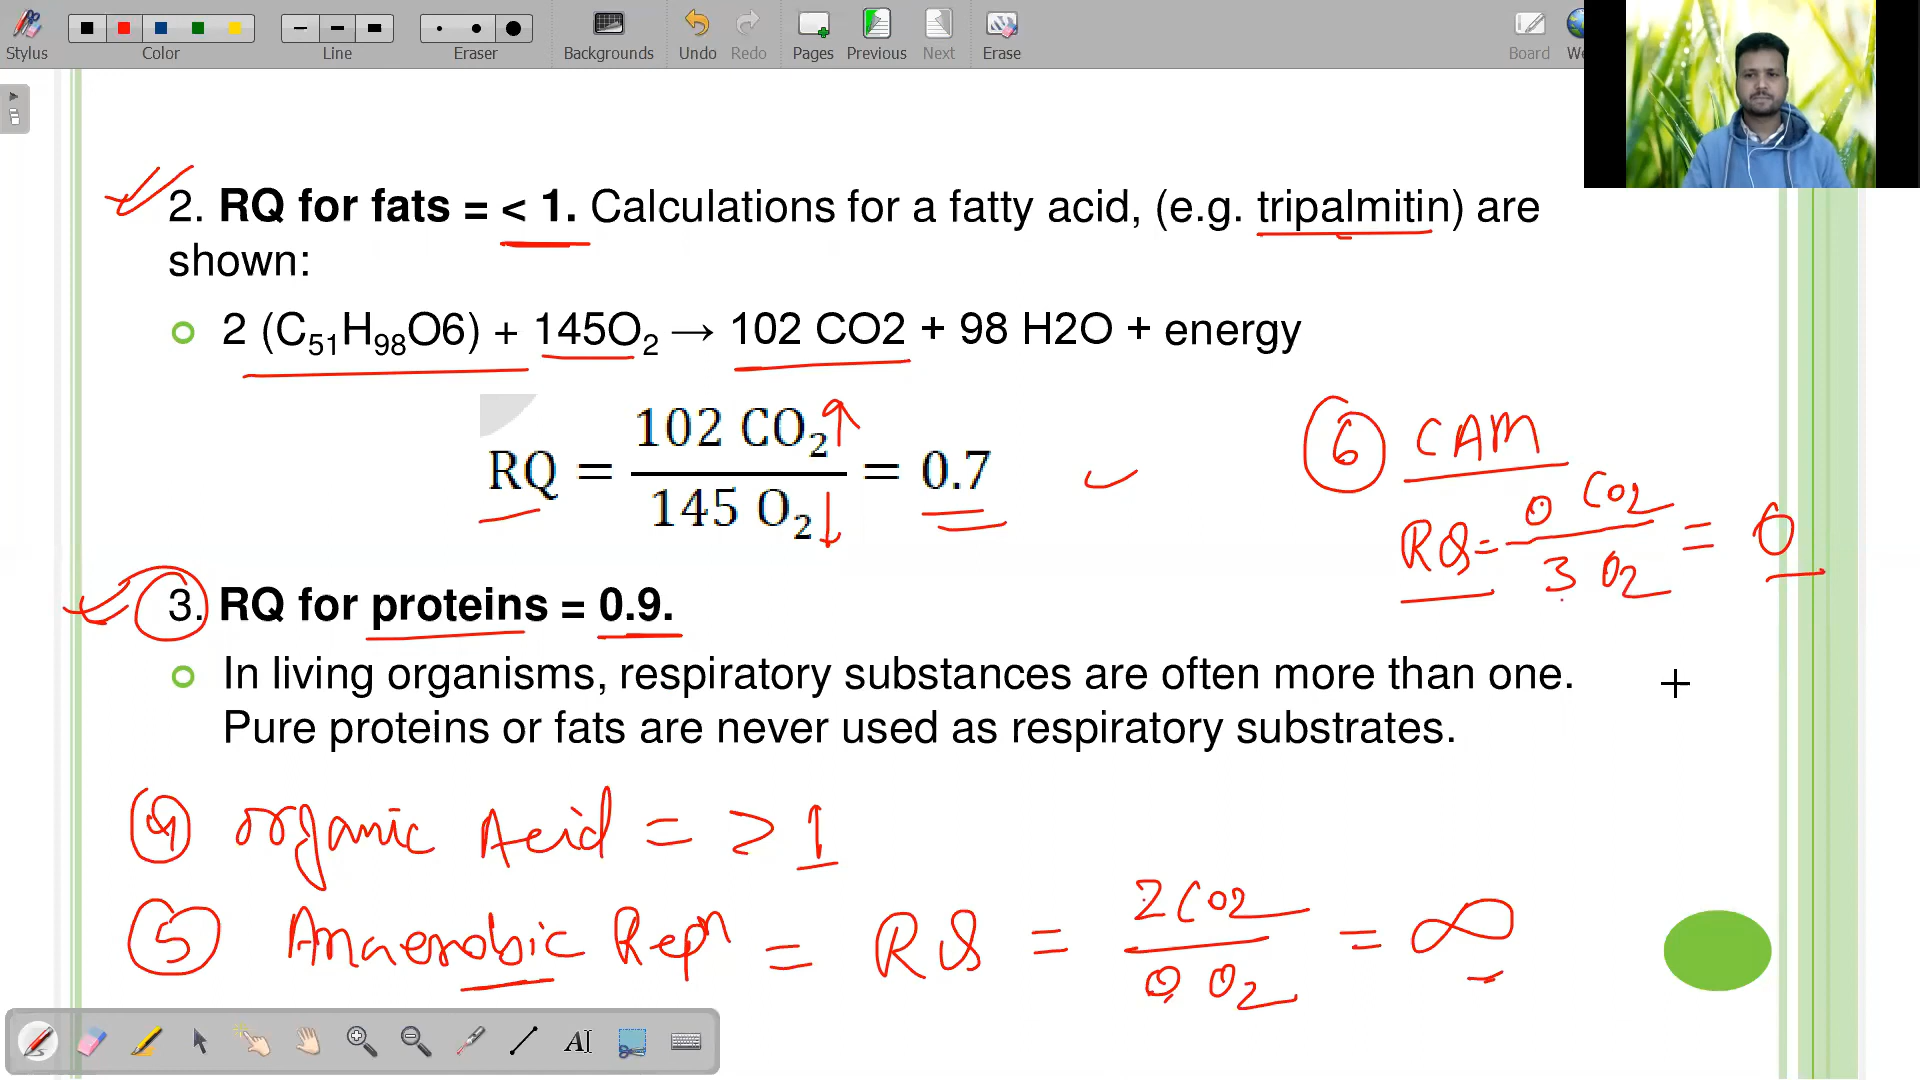 Stylus
Color
Line
Eraser
Backgrounds
Undo
Redo
Pages
Previous
Next
Erase
Board
2. RQ for fats = < 1. Calculations for a fatty acid, (e.g. tripalmitin) are
shown:
2 (C51H98O6) + 145O2 → 102 CO2 + 98 H2O + energy
RQ = 102 CO2 / 145 O2 = 0.7
6 CAM
RQ = 0 CO2 / 3 O2 = 0
3. RQ for proteins = 0.9.
In living organisms, respiratory substances are often more than one.
Pure proteins or fats are never used as respiratory substrates.
4 organic Acid = > 1
5 Anaerobic Repn = RQ = 2CO2 / 0 O2 = ∞